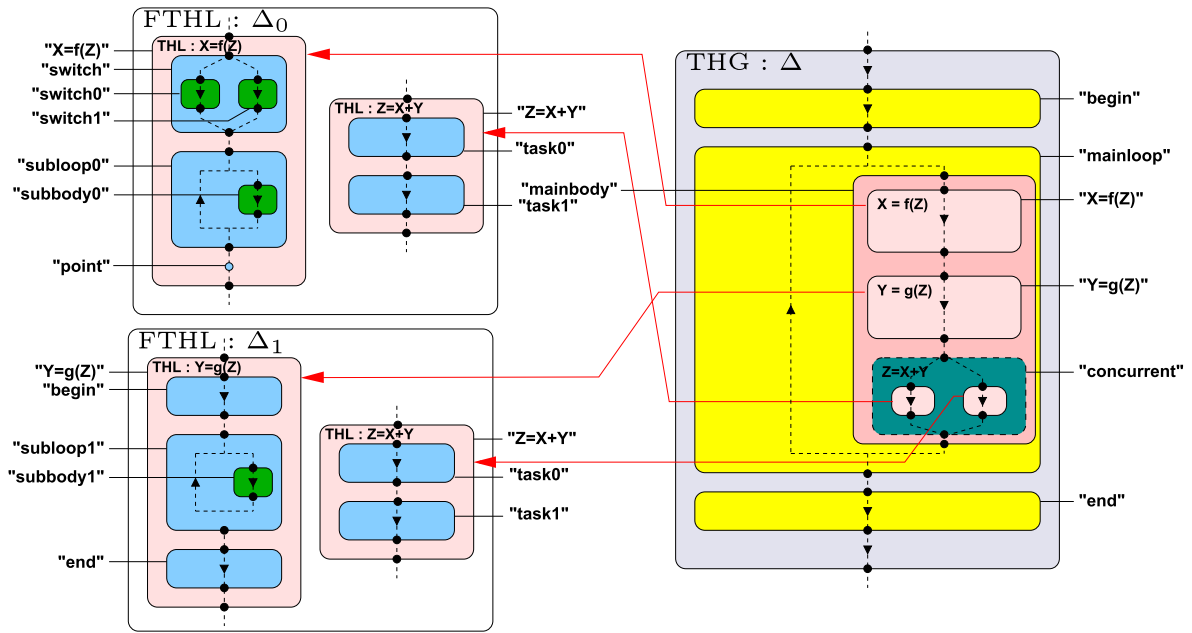 FTHL : Δ0
"X=f(Z)"
THL : X=f(Z)
"switch"
"switch0"
"switch1"
"subloop0"
"subbody0"
"point"
THL : Z=X+Y
"Z=X+Y"
"task0"
"task1"
FTHL : Δ1
"Y=g(Z)"
THL : Y=g(Z)
"begin"
"subloop1"
"subbody1"
"end"
THL : Z=X+Y
"Z=X+Y"
"task0"
"task1"
THG : Δ
"begin"
"mainloop"
"mainbody"
X = f(Z)
"X=f(Z)"
Y = g(Z)
"Y=g(Z)"
Z=X+Y
"concurrent"
"end"